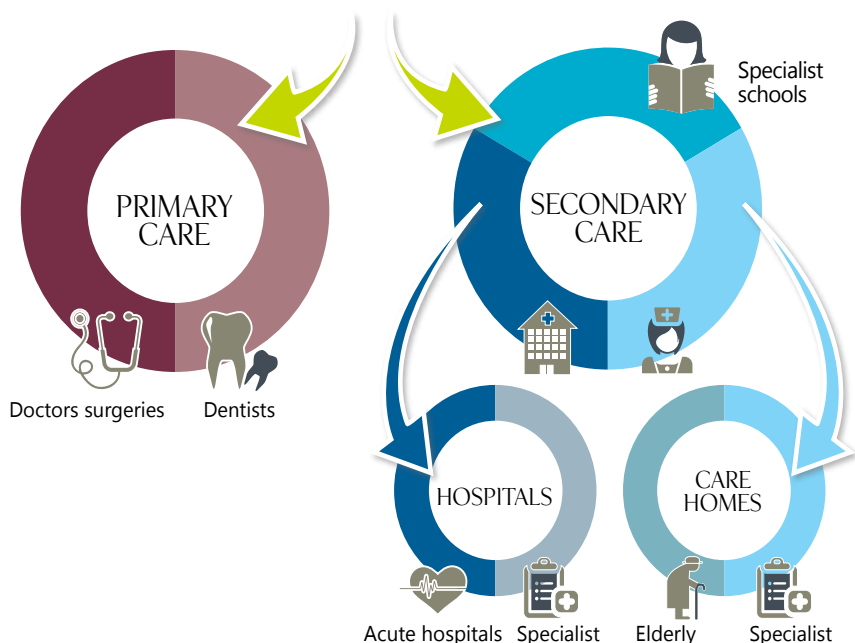 Specialist
schools
PRIMARY
CARE
SECONDARY
CARE
Doctors surgeries
Dentists
HOSPITALS
CARE
HOMES
Acute hospitals
Specialist
Elderly
Specialist